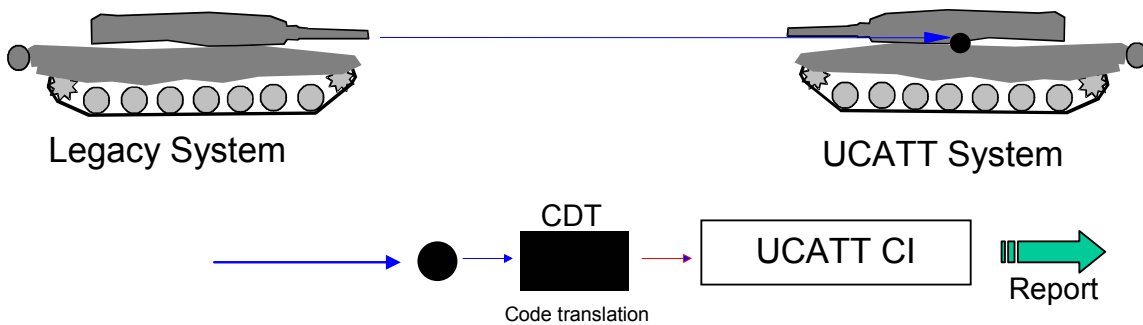 Legacy System
UCATT System
CDT
UCATT CI
Report
Code translation